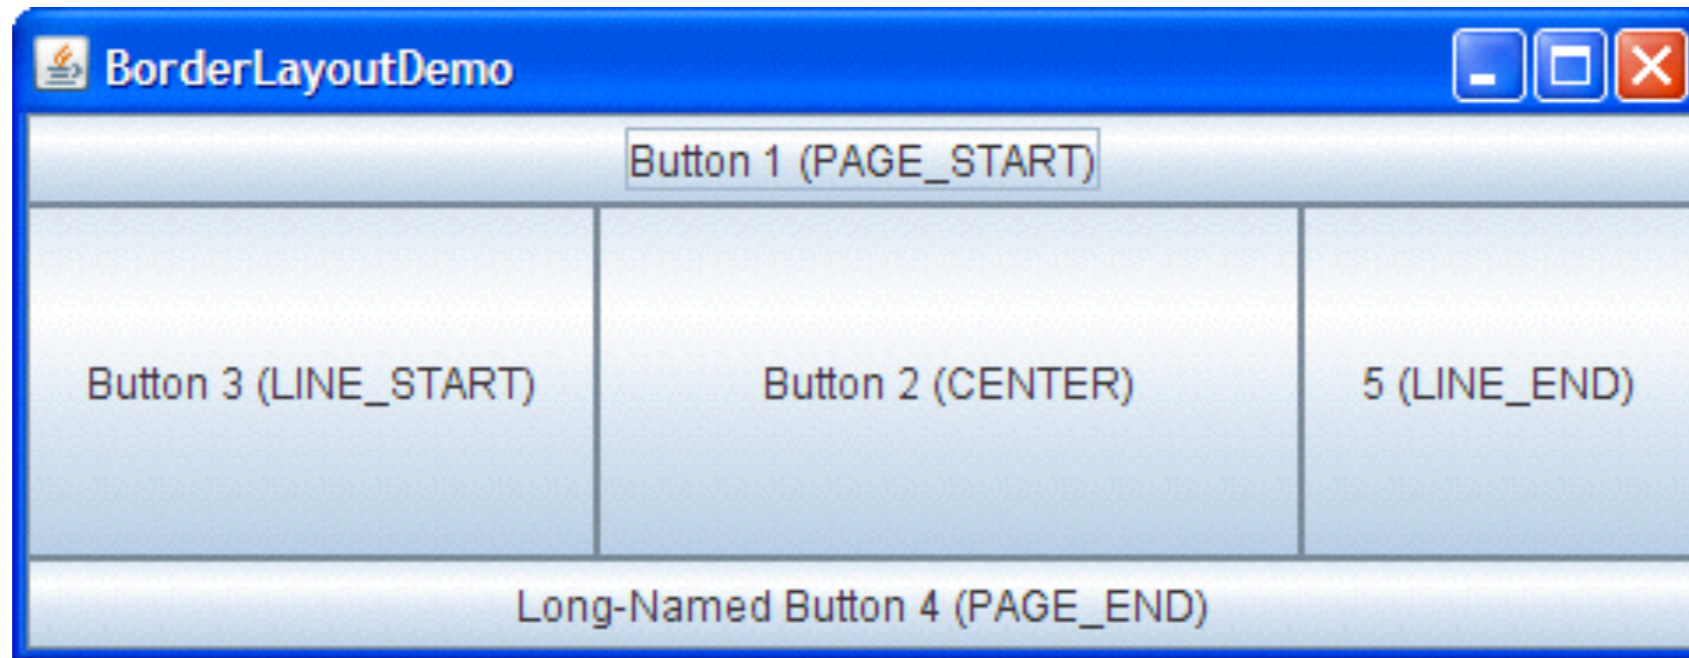 BorderLayoutDemo
Button 1 (PAGE_START)
Button 3 (LINE_START)
Button 2 (CENTER)
5 (LINE_END)
Long-Named Button 4 (PAGE_END)